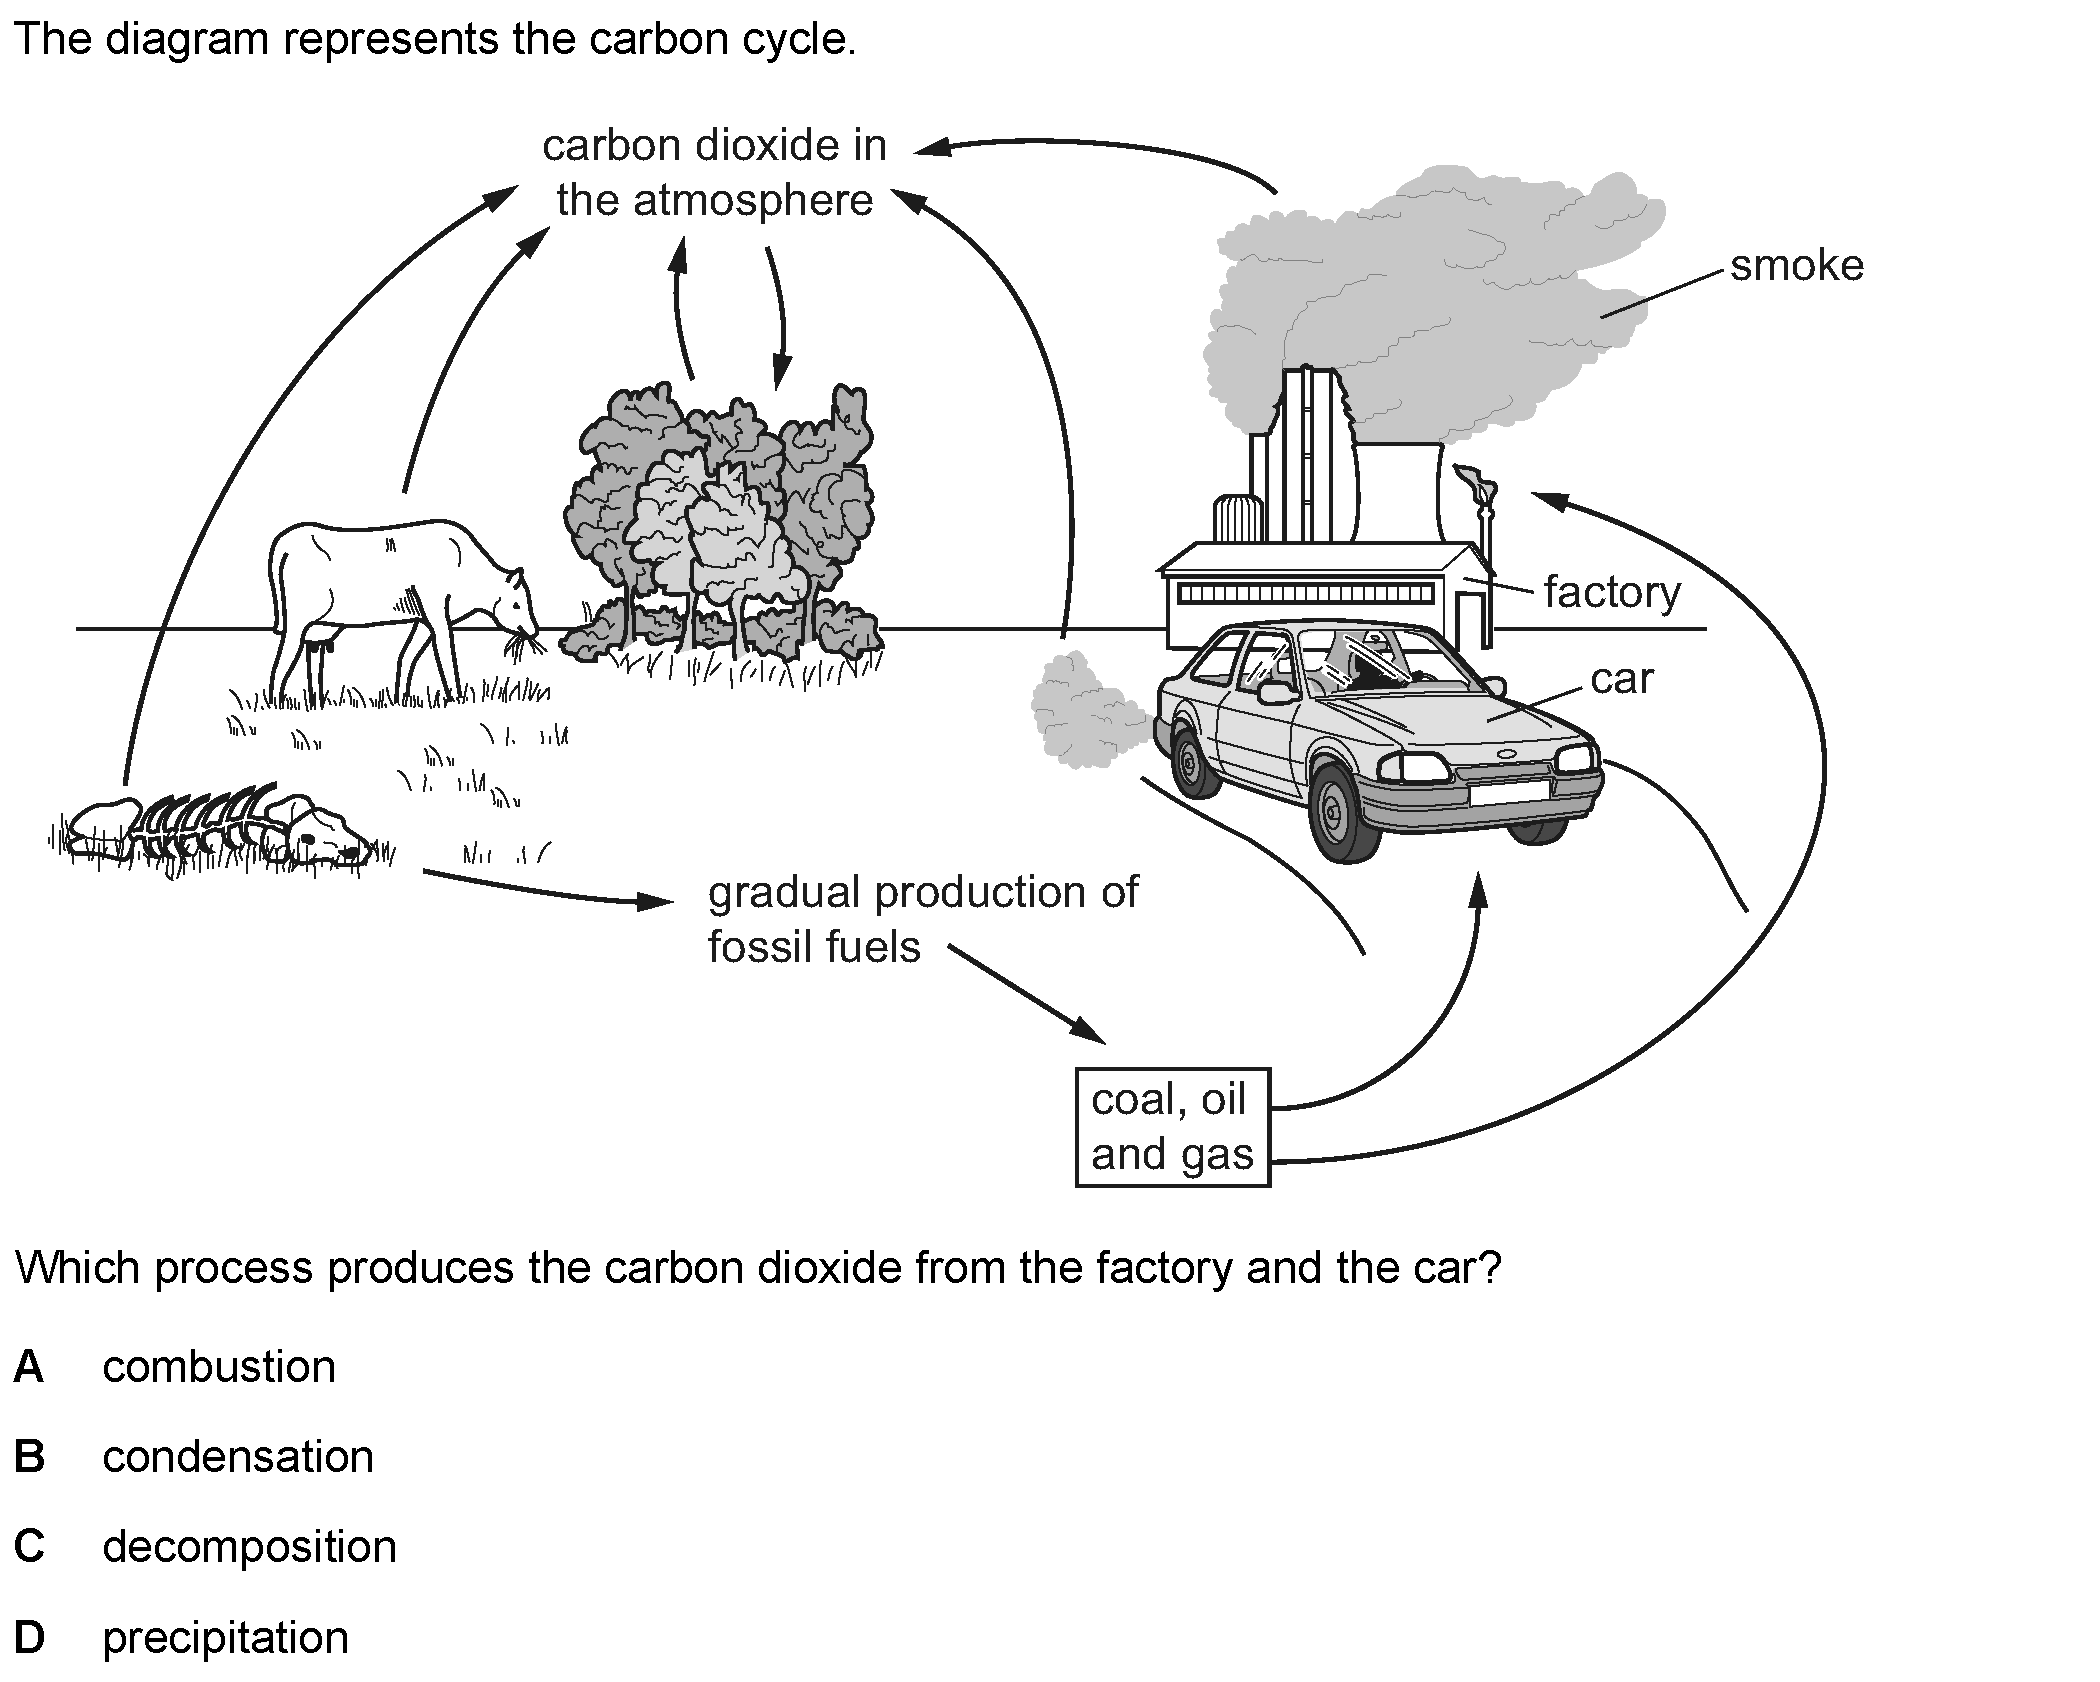 The diagram represents the carbon cycle.
carbon dioxide in
the atmosphere
smoke
factory
car
gradual production of
fossil fuels
coal, oil
and gas
Which process produces the carbon dioxide from the factory and the car?
A combustion
B condensation
C decomposition
D precipitation